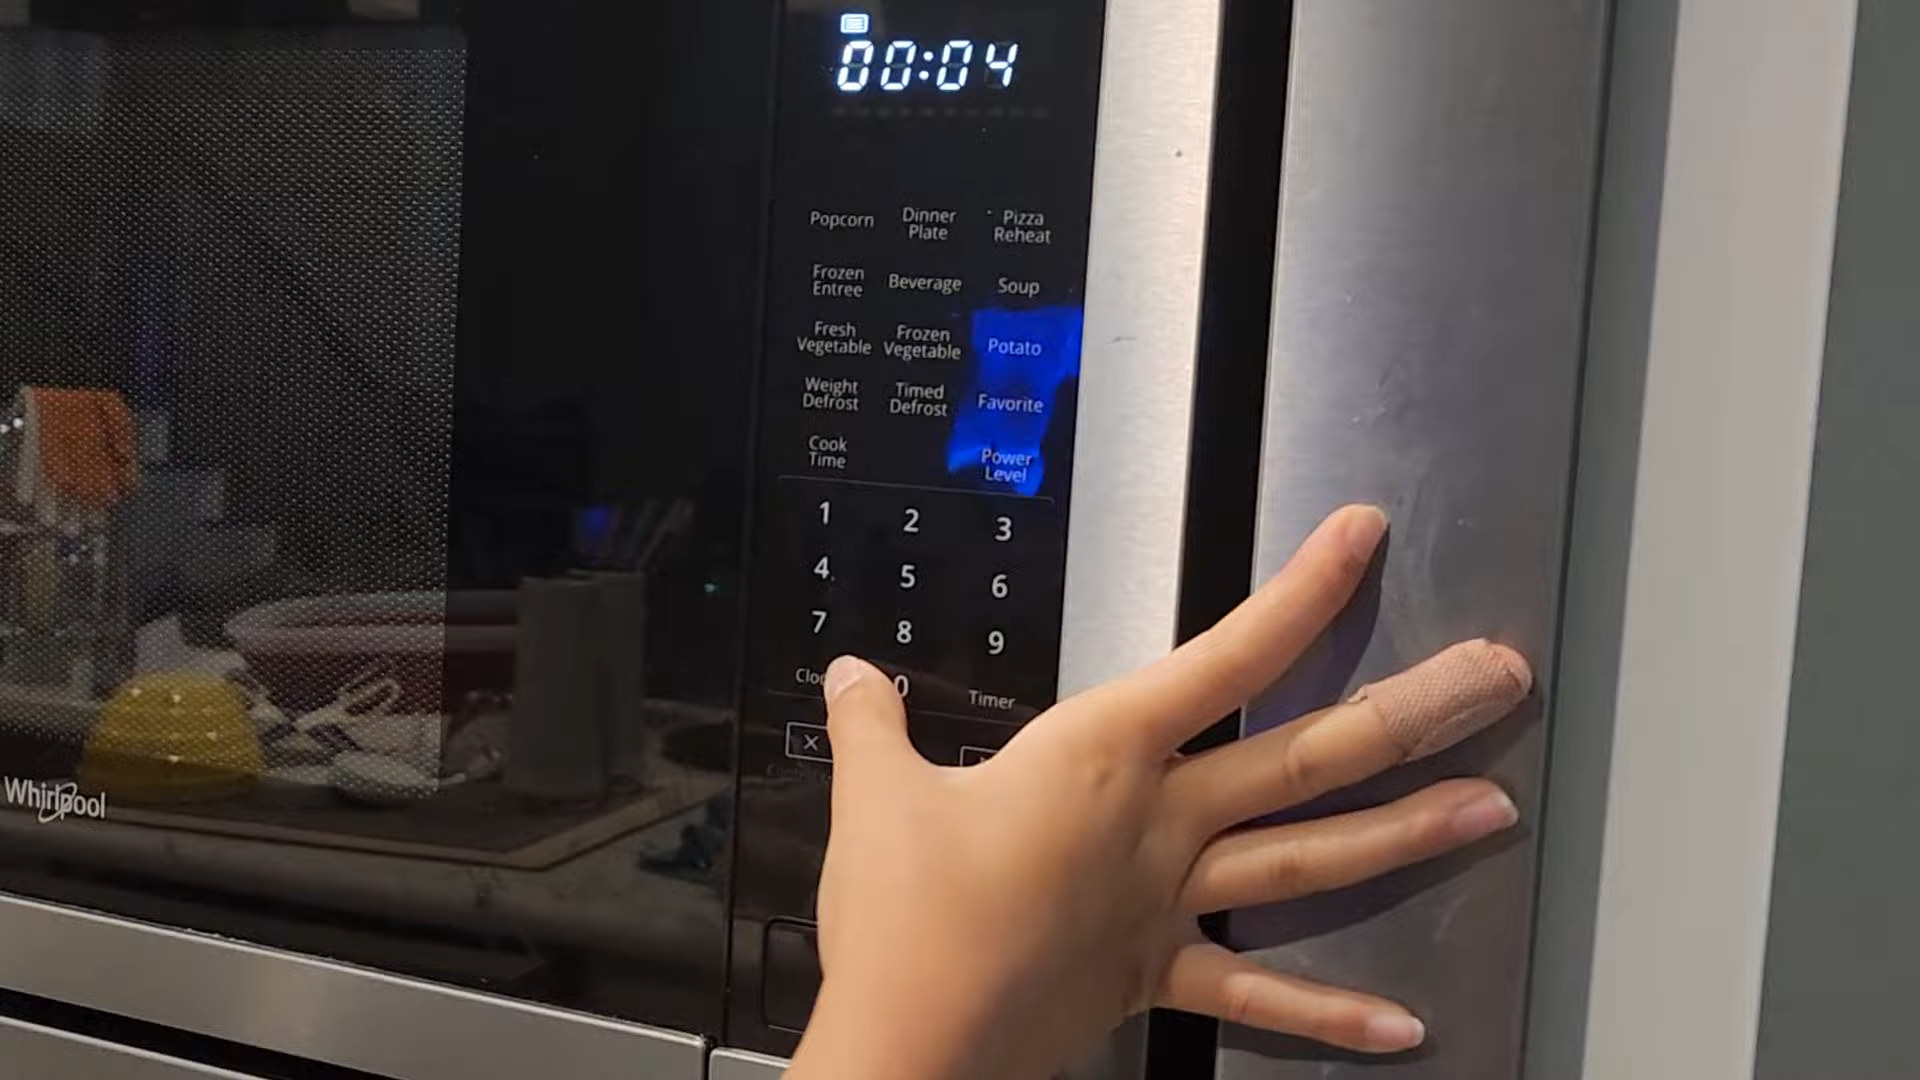 00:04
Popcorn Dinner Plate Pizza Reheat
Frozen Entree Beverage Soup
Fresh Vegetable Frozen Vegetable Potato
Weight Defrost Timed Defrost Favorite
Cook Time Power Level
1 2 3
4 5 6
7 8 9
0 Timer
Whirlpool